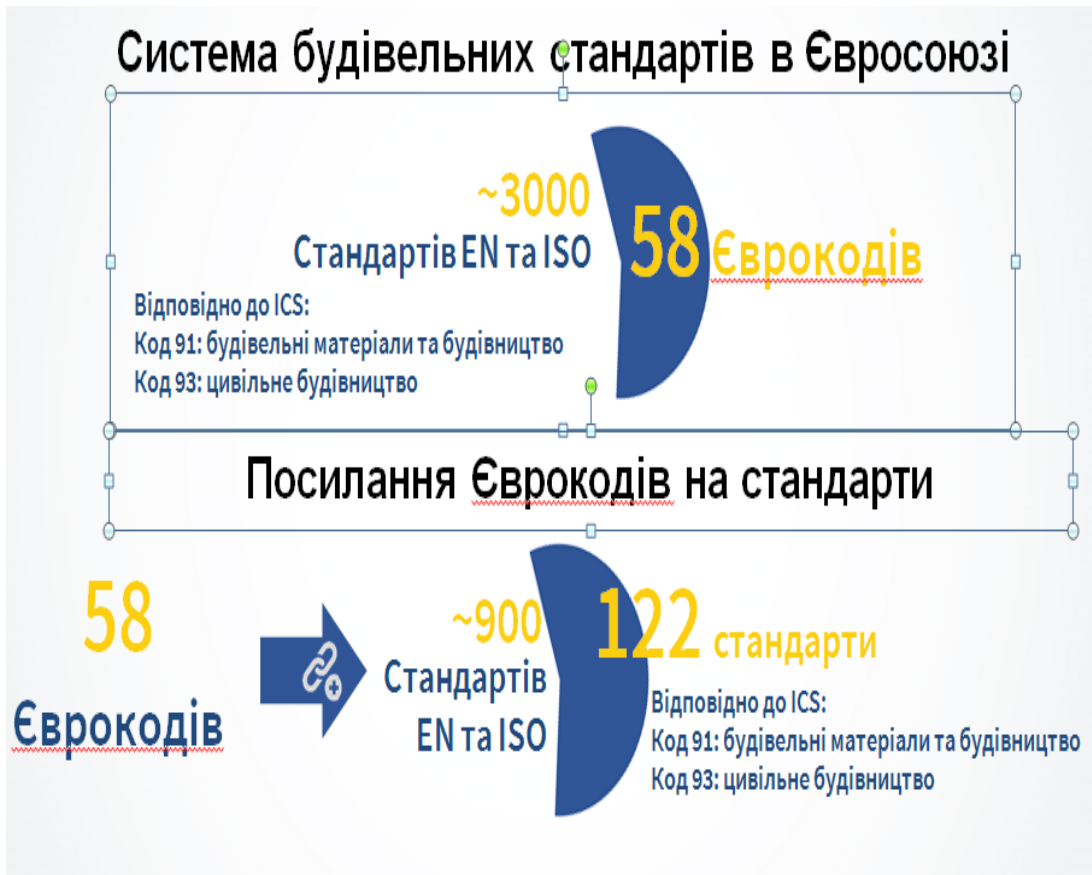 Система будівельних стандартів в Євросоюзі
~3000
Стандартів EN та ISO
58 Єврокодів
Відповідно до ICS:
Код 91: будівельні матеріали та будівництво
Код 93: цивільне будівництво
Посилання Єврокодів на стандарти
58
Єврокодів
~900
Стандартів
EN та ISO
122 стандарти
Відповідно до ICS:
Код 91: будівельні матеріали та будівництво
Код 93: цивільне будівництво